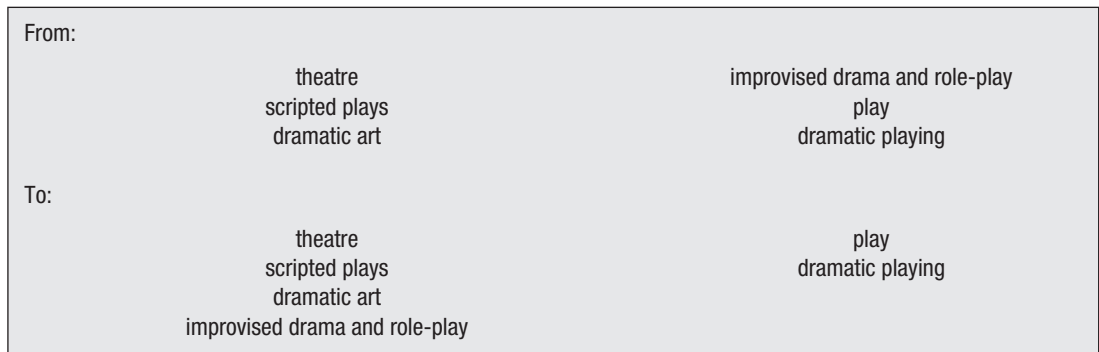 From:
theatre improvised drama and role-play
scripted plays play
dramatic art dramatic playing
To:
theatre play
scripted plays dramatic playing
dramatic art
improvised drama and role-play